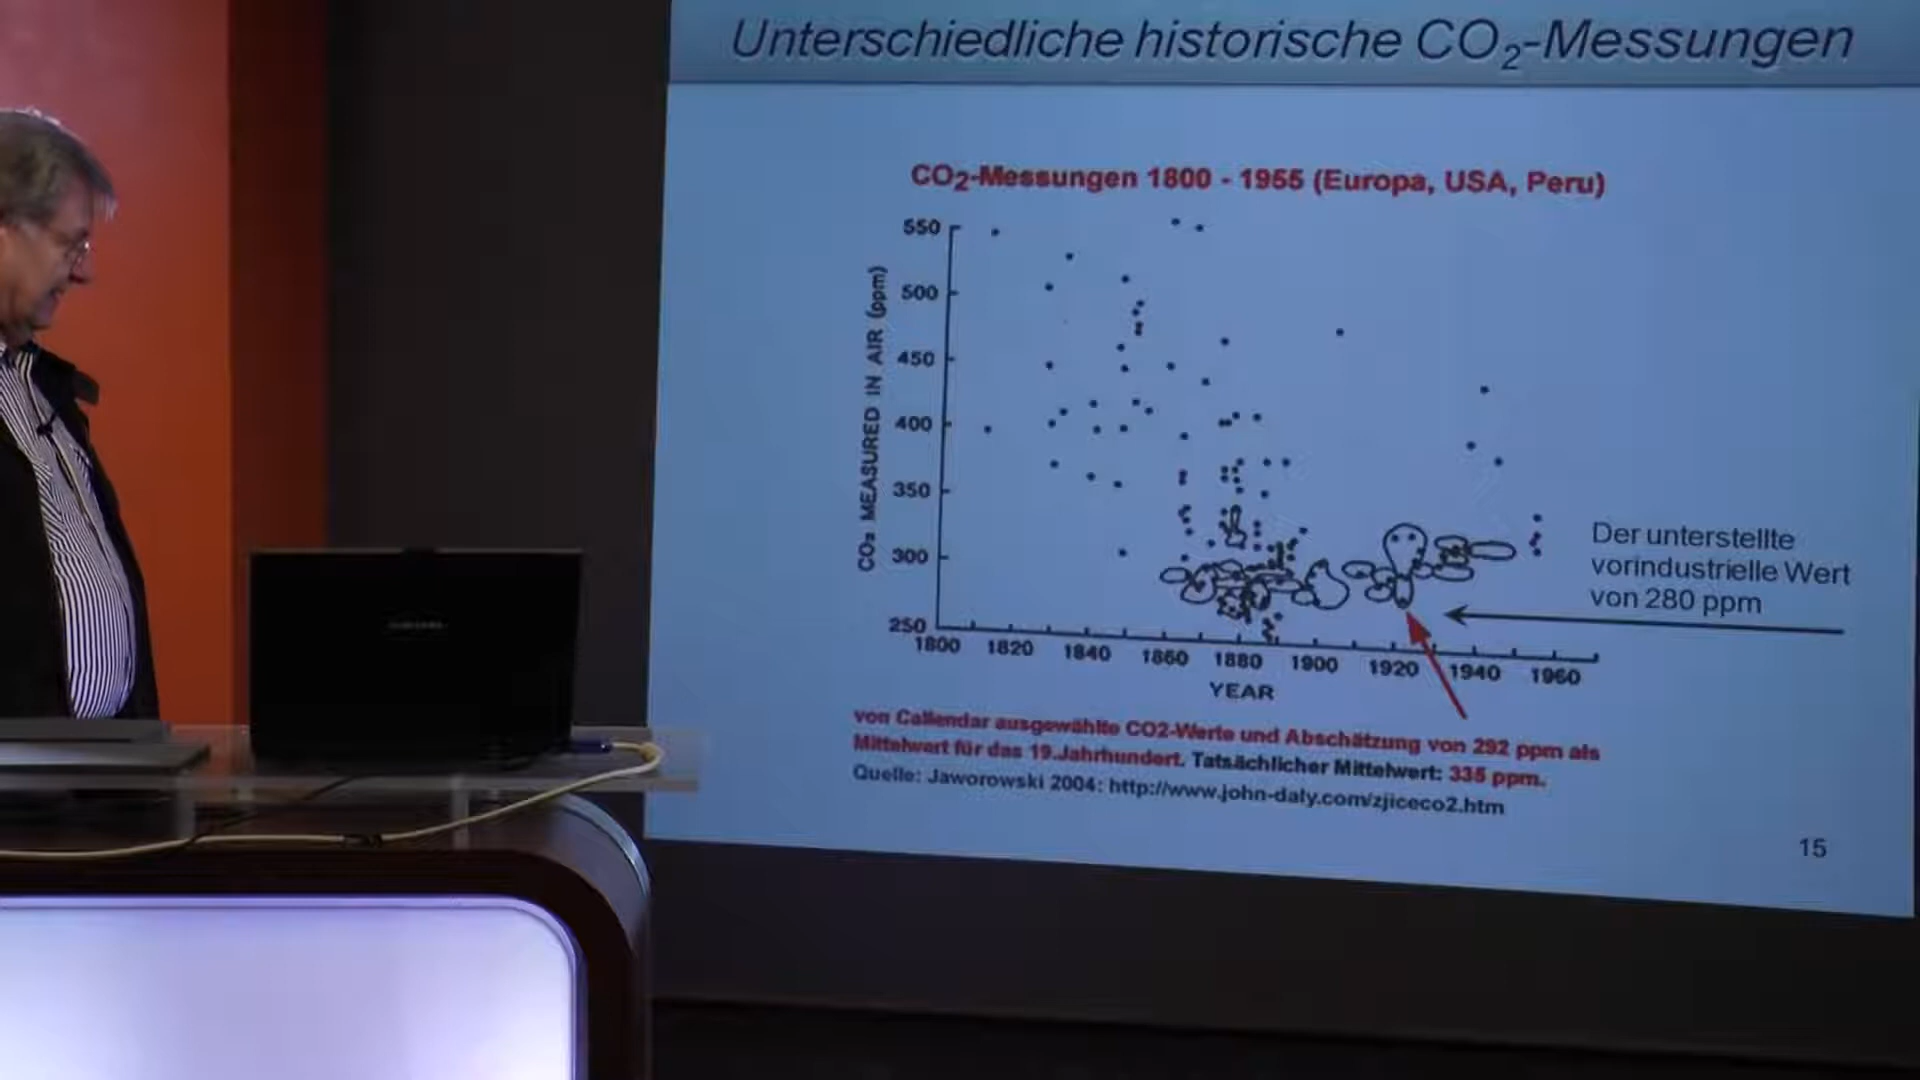 Unterschiedliche historische CO₂-Messungen
CO₂-Messungen 1800 - 1955 (Europa, USA, Peru)
CO₂ MEASURED IN AIR (ppm)
550
500
450
400
350
300
250
1800 1820 1840 1860 1880 1900 1920 1940 1960
YEAR
Der unterstellte
vorindustrielle Wert
von 280 ppm
von Callendar ausgewählte CO2-Werte und Abschätzung von 292 ppm als
Mittelwert für das 19.Jahrhundert. Tatsächlicher Mittelwert: 335 ppm.
Quelle: Jaworowski 2004: http://www.john-daly.com/zjiceco2.htm
15